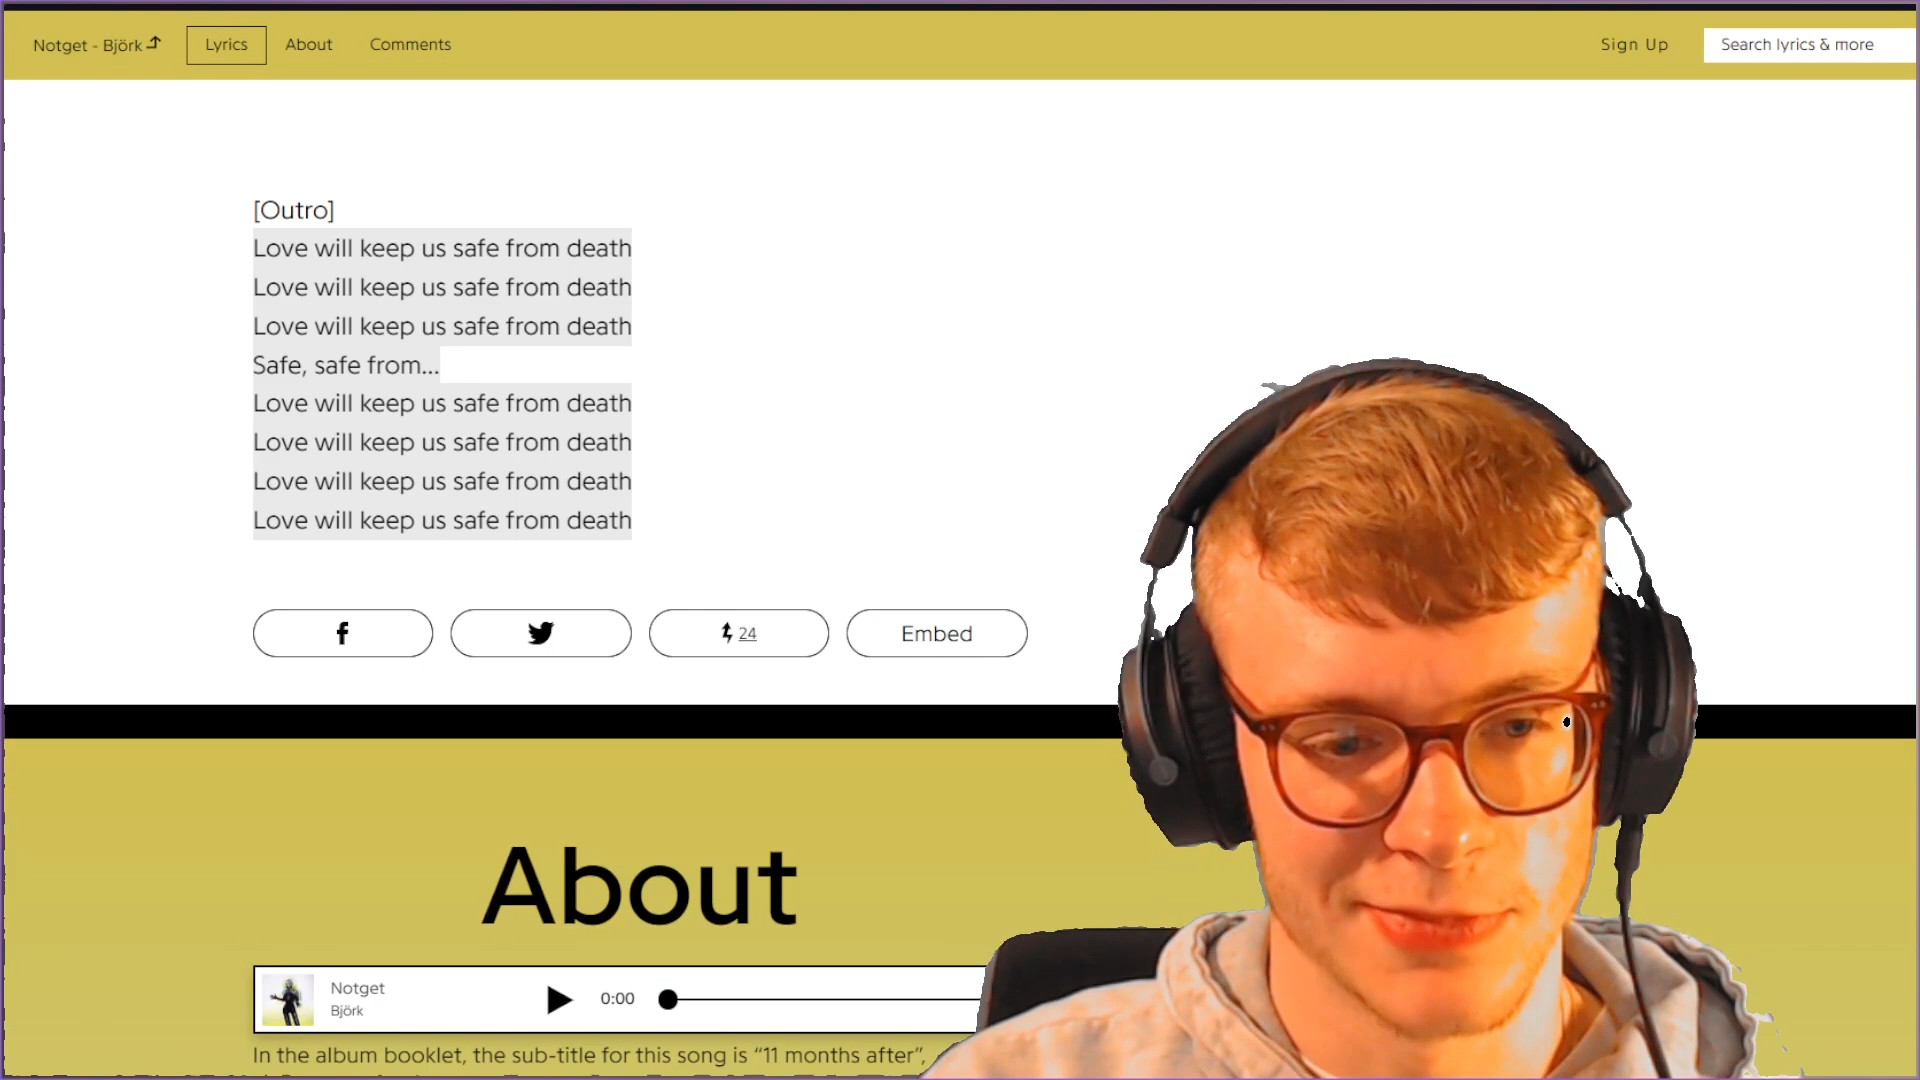 Notget - Björk
Lyrics
About
Comments
Sign Up
Search lyrics & more
[Outro]
Love will keep us safe from death
Love will keep us safe from death
Love will keep us safe from death
Safe, safe from...
Love will keep us safe from death
Love will keep us safe from death
Love will keep us safe from death
Love will keep us safe from death
24
Embed
About
Notget
Björk
0:00
In the album booklet, the sub-title for this song is “11 months after”,